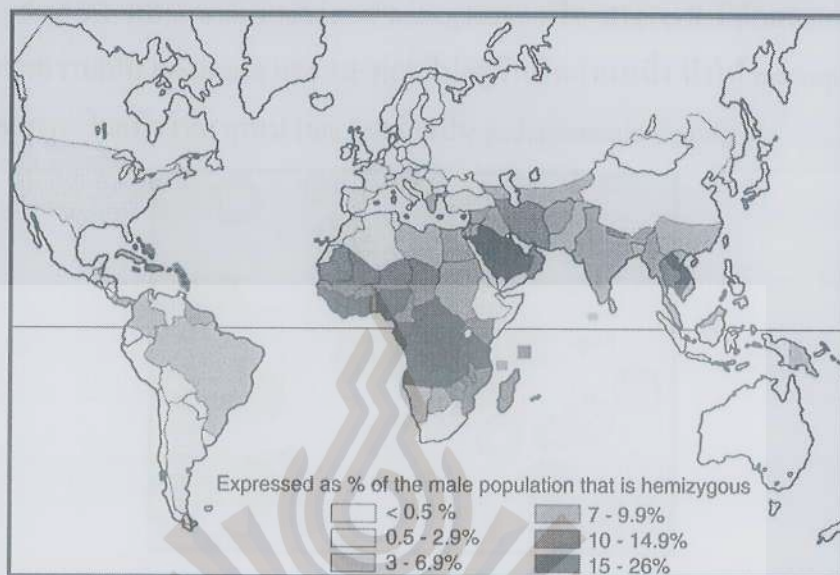 Expressed as % of the male population that is hemizygous
< 0.5 %
0.5 - 2.9%
3 - 6.9%
7 - 9.9%
10 - 14.9%
15 - 26%